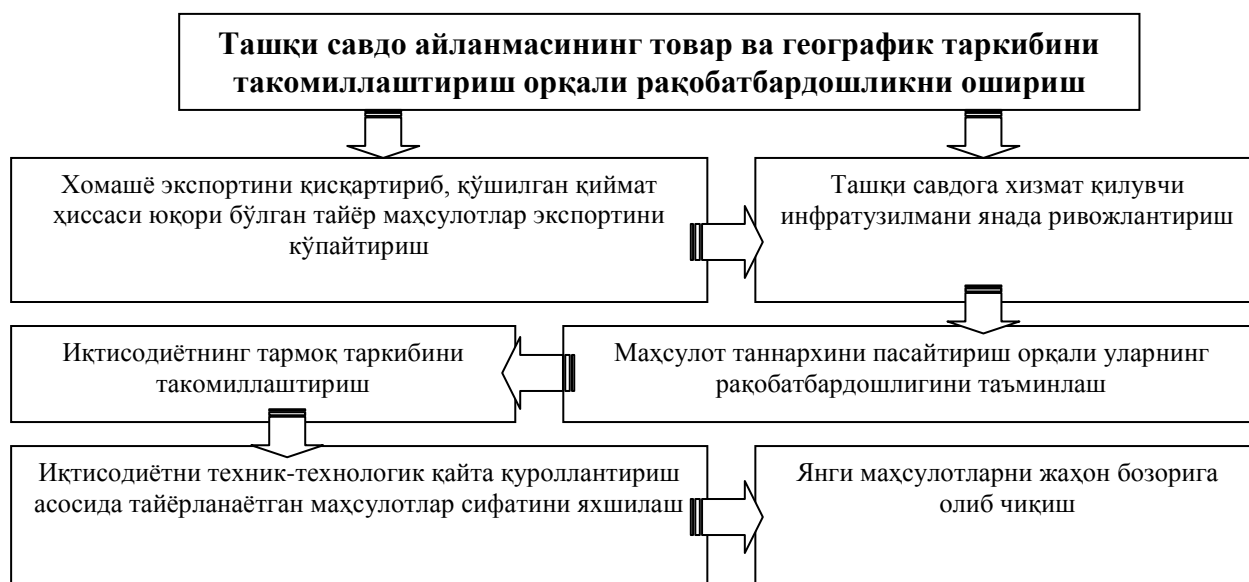 Ташқи савдо айланмасининг товар ва географик таркибини
такомиллаштириш орқали рақобатбардошликни ошириш
Хомашё экспортини қисқартириб, қўшилган қиймат
ҳиссаси юқори бўлган тайёр маҳсулотлар экспортини
кўпайтириш
Ташқи савдога хизмат қилувчи
инфратузилмани янада ривожлантириш
Иқтисодиётнинг тармоқ таркибини
такомиллаштириш
Маҳсулот таннархини пасайтириш орқали уларнинг
рақобатбардошлигини таъминлаш
Иқтисодиётни техник-технологик қайта қуроллантириш
асосида тайёрланаётган маҳсулотлар сифатини яхшилаш
Янги маҳсулотларни жаҳон бозорига
олиб чиқиш